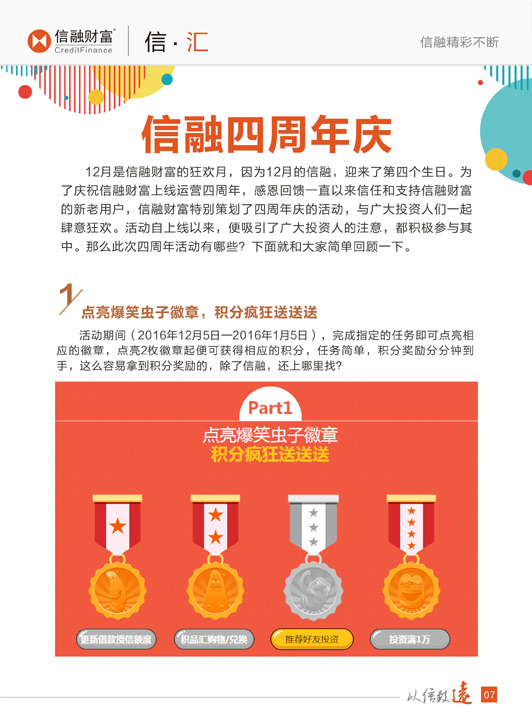 信融财富®
CreditFinance
信·汇
信融精彩不断
信融四周年庆
12月是信融财富的狂欢月，因为12月的信融，迎来了第四个生日。为
了庆祝信融财富上线运营四周年，感恩回馈一直以来信任和支持信融财富
的新老用户，信融财富特别策划了四周年庆的活动，与广大投资人们一起
肆意狂欢。活动自上线以来，便吸引了广大投资人的注意，都积极参与其
中。那么此次四周年活动有哪些？下面就和大家简单回顾一下。
1 点亮爆笑虫子徽章，积分疯狂送送送
活动期间（2016年12月5日—2016年1月5日），完成指定的任务即可点亮相
应的徽章，点亮2枚徽章起便可获得相应的积分，任务简单，积分奖励分分钟到
手，这么容易拿到积分奖励的，除了信融，还上哪里找？
Part1
点亮爆笑虫子徽章
积分疯狂送送送
更新借款授信额度
积品汇购物/兑换
推荐好友投资
投资满1万
以信致遠
07